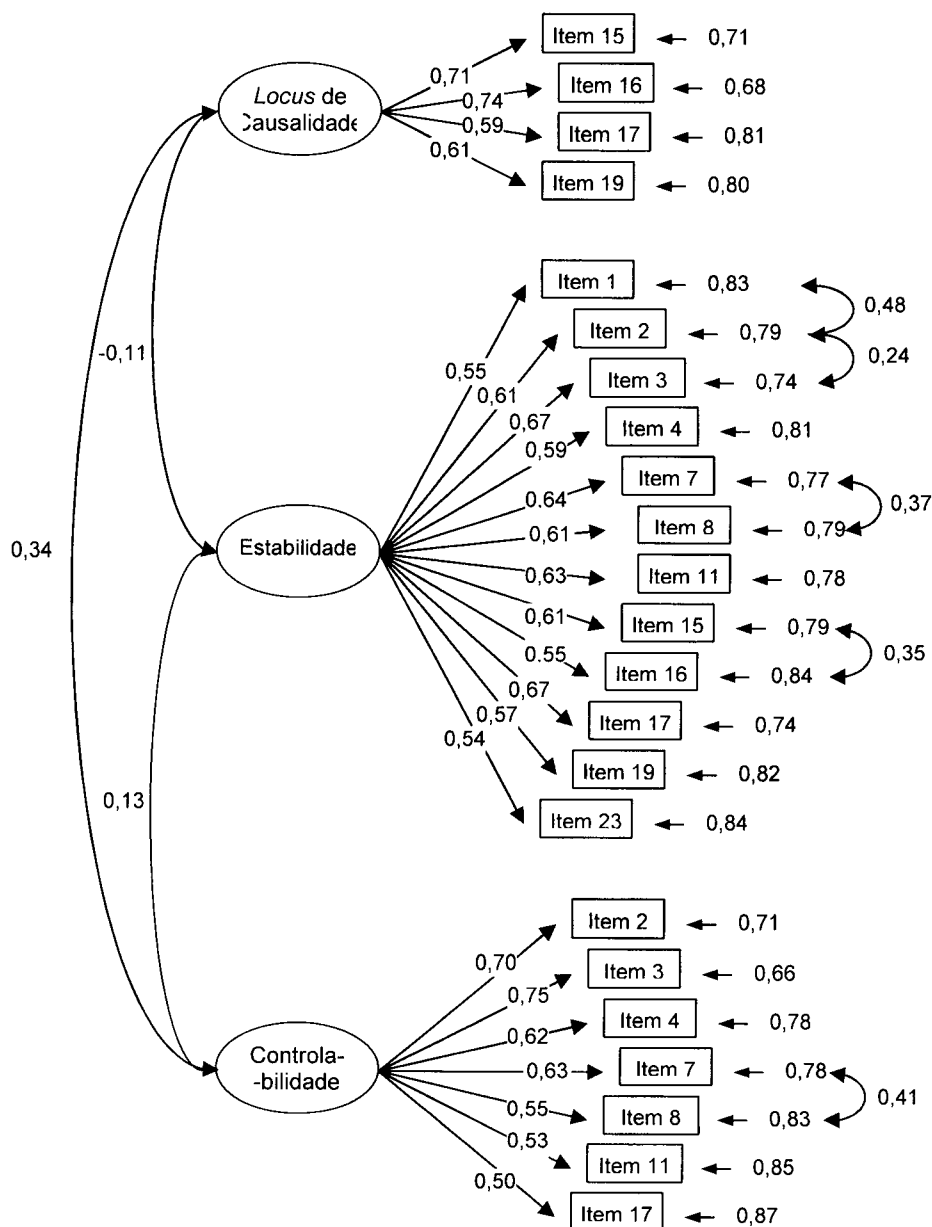 Item 15 0,71
0,71
Locus de
Causalidade
0,74 Item 16 0,68
0,59 Item 17 0,81
0,61
Item 19 0,80
Item 1 0,83
0,48
Item 2 0,79
-0,11
0,55
0,24
0,61
Item 3 0,74
0,67
Item 4 0,81
0,59
Item 7 0,77
0,64
0,37
0,61 Item 8 0,79
0,34
Estabilidade
0,63 Item 11 0,78
0,61 Item 15 0,79
0,35
0.55 Item 16 0,84
0,67
0,57
Item 17 0,74
0,54
Item 19 0,82
0,13
Item 23 0,84
Item 2 0,71
0,70
0,75 Item 3 0,66
0,62 Item 4 0,78
Controla-
-bilidade
0,63 Item 7 0,78
0,41
0,55 Item 8 0,83
0,53
Item 11 0,85
0,50
Item 17 0,87